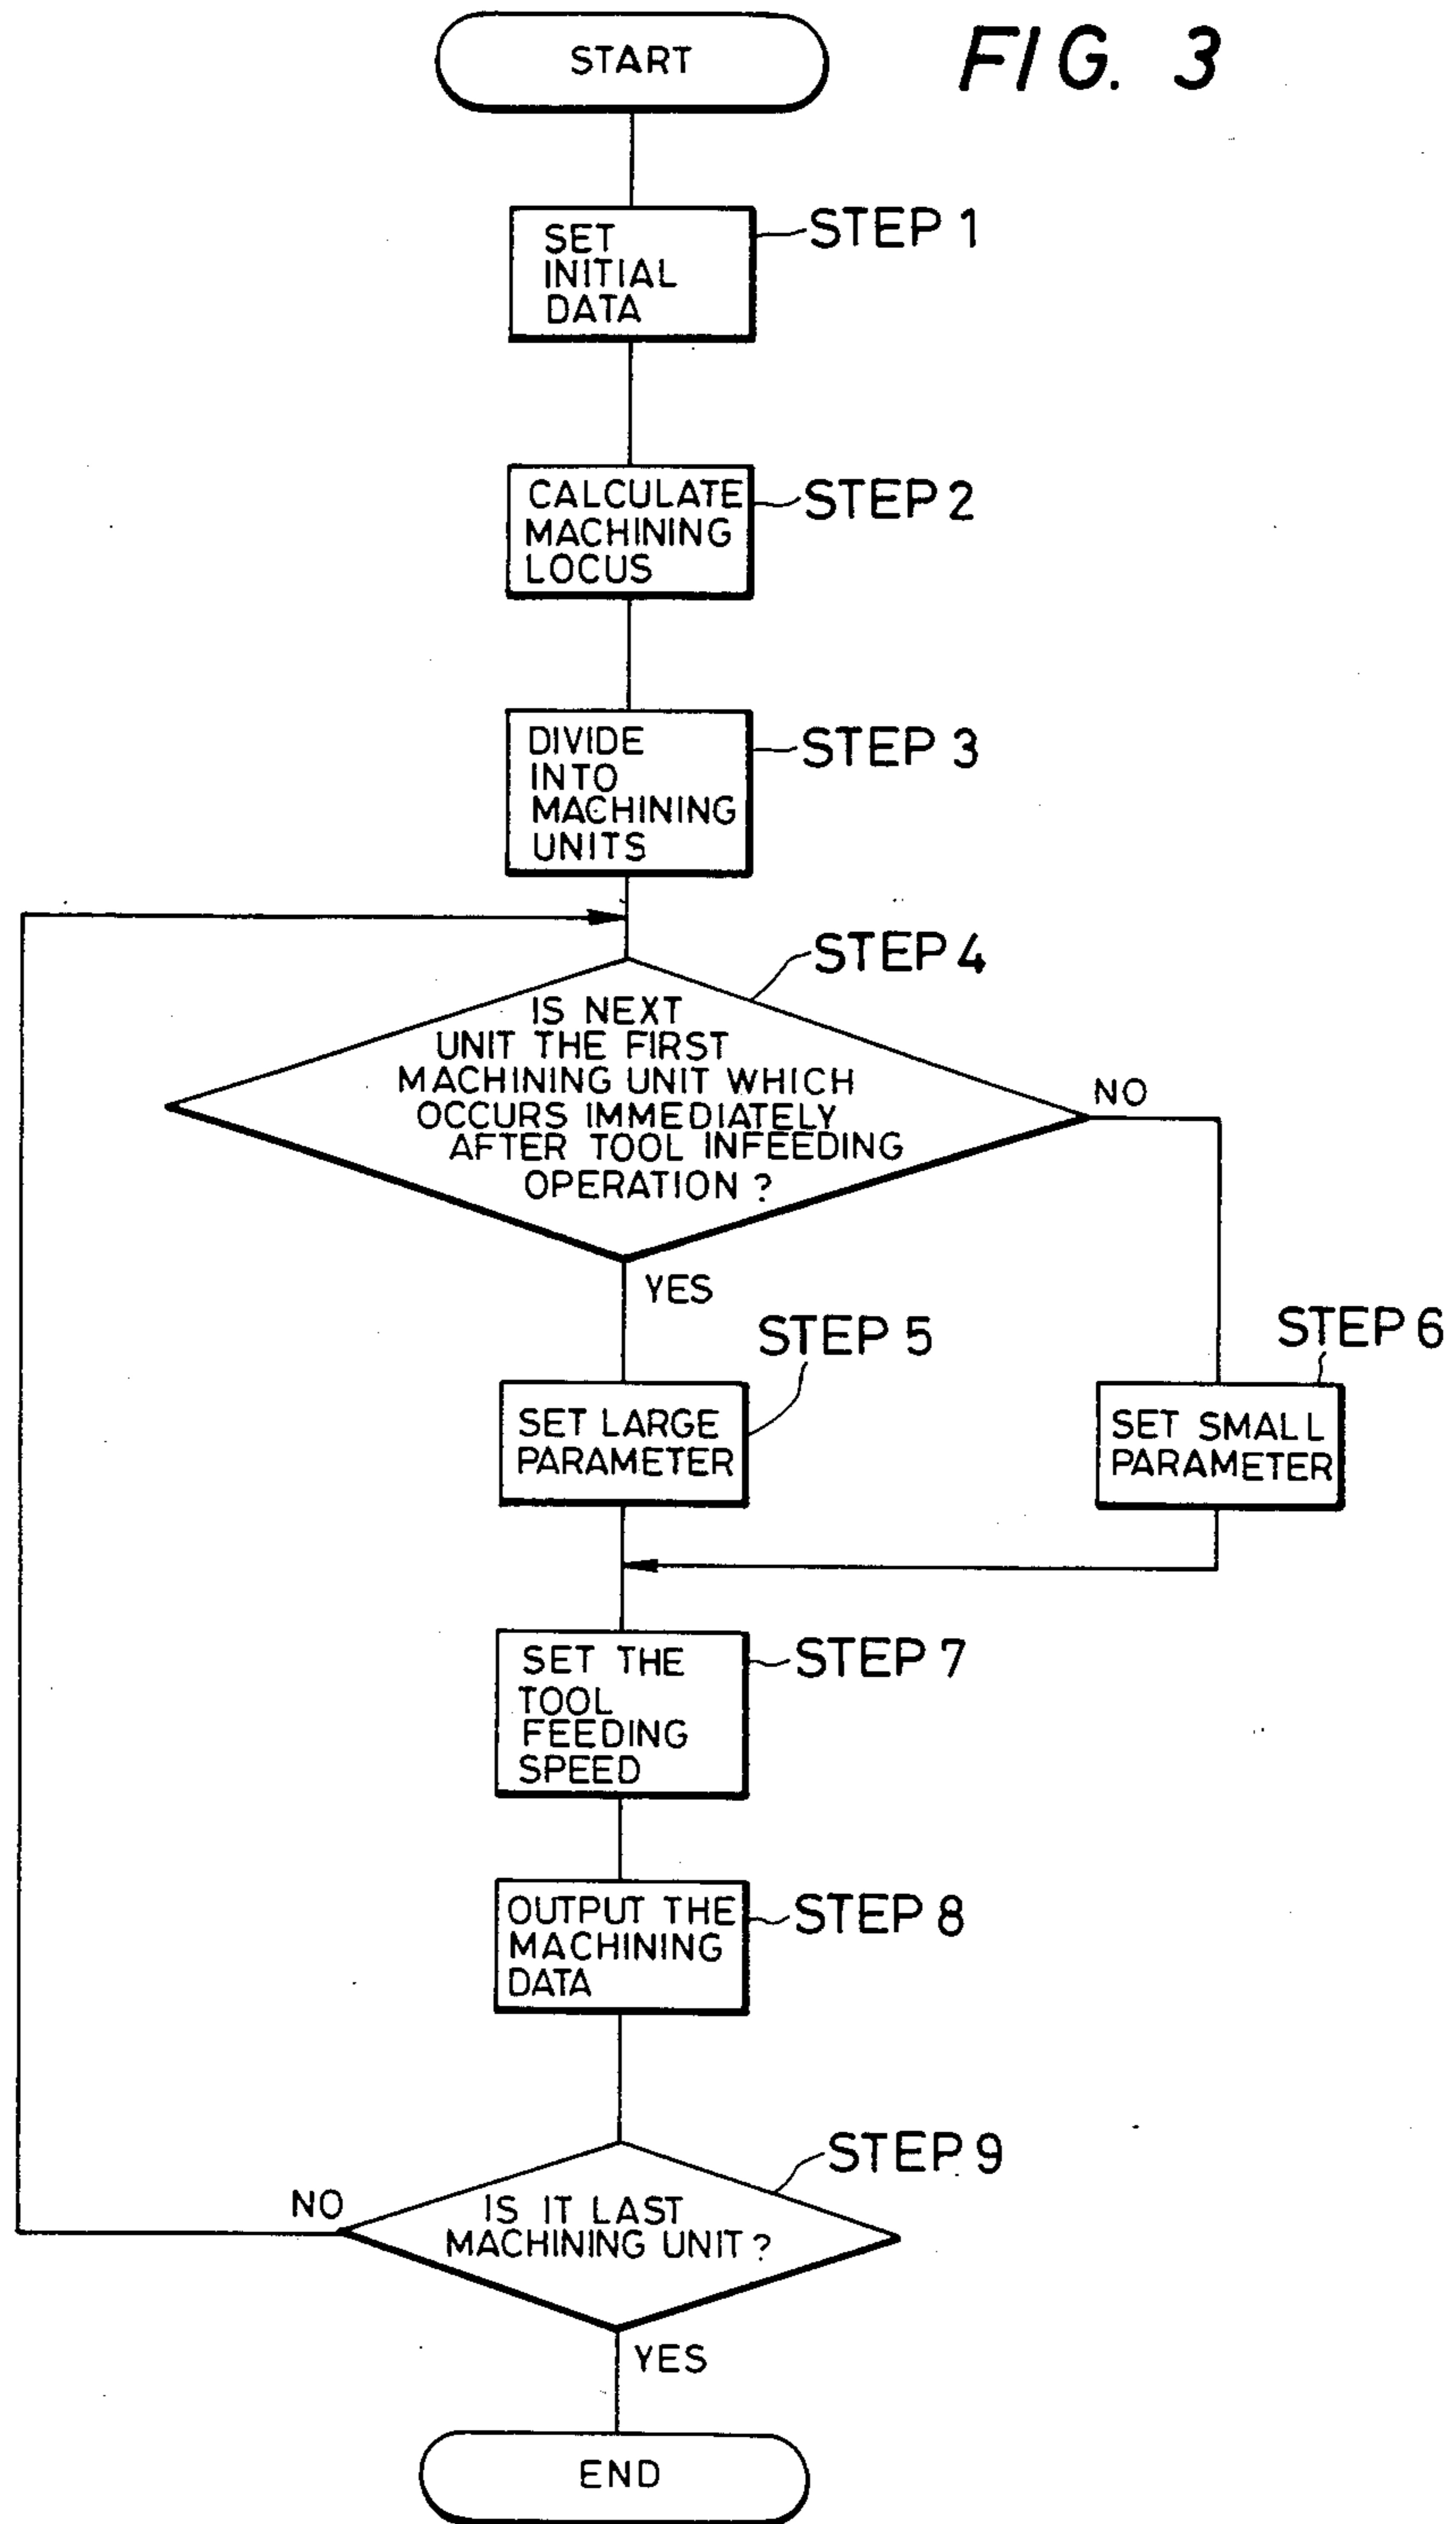 START
FIG. 3
SET
INITIAL
DATA
STEP 1
CALCULATE
MACHINING
LOCUS
STEP 2
DIVIDE
INTO
MACHINING
UNITS
STEP 3
STEP 4
IS NEXT
UNIT THE FIRST
MACHINING UNIT WHICH
OCCURS IMMEDIATELY
AFTER TOOL INFEEDING
OPERATION ?
NO
YES
STEP 5
STEP 6
SET LARGE
PARAMETER
SET SMALL
PARAMETER
SET THE
TOOL
FEEDING
SPEED
STEP 7
OUTPUT THE
MACHINING
DATA
STEP 8
STEP 9
NO
IS IT LAST
MACHINING UNIT ?
YES
END